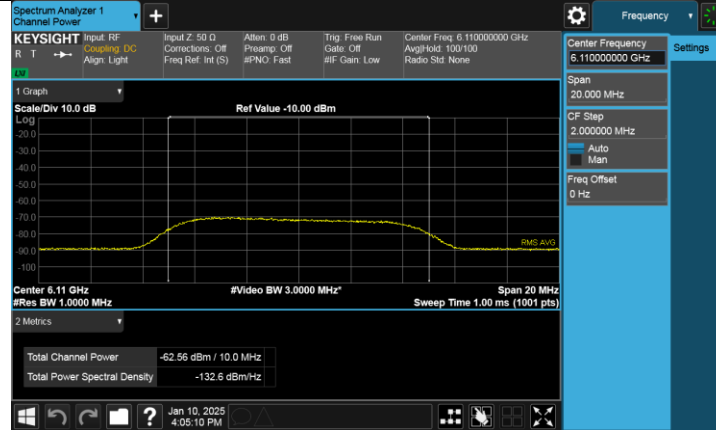 Spectrum Analyzer 1
Channel Power
Frequency
KEYSIGHT
R T
LU
Input: RF
Coupling: DC
Align: Light
Input Z: 50 Ω
Corrections: Off
Freq Ref: Int (S)
Atten: 0 dB
Preamp: Off
#PNO: Fast
Trig: Free Run
Gate: Off
#IF Gain: Low
Center Freq: 6.110000000 GHz
Avg|Hold: 100/100
Radio Std: None
Center Frequency
6.110000000 GHz
Settings
Span
20.000 MHz
CF Step
2.000000 MHz
Auto
Man
Freq Offset
0 Hz
1 Graph
Scale/Div 10.0 dB
Ref Value -10.00 dBm
Log
-20.0
-30.0
-40.0
-50.0
-60.0
-70.0
-80.0
-90.0
-100
RMS AVG
Center 6.11 GHz
#Video BW 3.0000 MHz*
Span 20 MHz
#Res BW 1.0000 MHz
Sweep Time 1.00 ms (1001 pts)
2 Metrics
Total Channel Power -62.56 dBm / 10.0 MHz
Total Power Spectral Density -132.6 dBm/Hz
?
Jan 10, 2025
4:05:10 PM